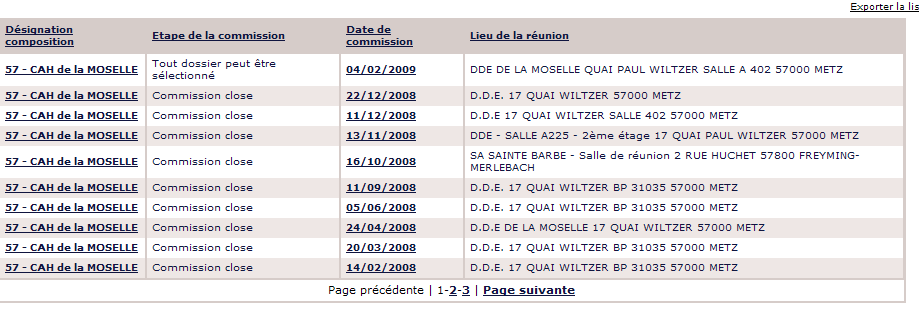 Exporter la lis
Désignation composition Etape de la commission Date de commission Lieu de la réunion
57 - CAH de la MOSELLE Tout dossier peut être sélectionné 04/02/2009 DDE DE LA MOSELLE QUAI PAUL WILTZER SALLE A 402 57000 METZ
57 - CAH de la MOSELLE Commission close 22/12/2008 D.D.E. 17 QUAI WILTZER 57000 METZ
57 - CAH de la MOSELLE Commission close 11/12/2008 D.D.E 17 QUAI WILTZER SALLE 402 57000 METZ
57 - CAH de la MOSELLE Commission close 13/11/2008 DDE - SALLE A225 - 2ème étage 17 QUAI PAUL WILTZER 57000 METZ
57 - CAH de la MOSELLE Commission close 16/10/2008 SA SAINTE BARBE - Salle de réunion 2 RUE HUCHET 57800 FREYMING-MERLEBACH
57 - CAH de la MOSELLE Commission close 11/09/2008 D.D.E. 17 QUAI WILTZER BP 31035 57000 METZ
57 - CAH de la MOSELLE Commission close 05/06/2008 D.D.E. 17 QUAI WILTZER BP 31035 57000 METZ
57 - CAH de la MOSELLE Commission close 24/04/2008 D.D.E DE LA MOSELLE 17 QUAI WILTZER 57000 METZ
57 - CAH de la MOSELLE Commission close 20/03/2008 D.D.E. 17 QUAI WILTZER BP 31035 57000 METZ
57 - CAH de la MOSELLE Commission close 14/02/2008 D.D.E. 17 QUAI WILTZER BP 31035 57000 METZ
Page précédente | 1-2-3 | Page suivante